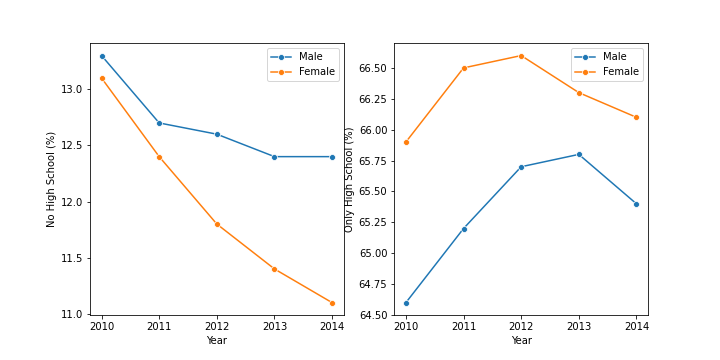 Male
Female
13.0
12.5
12.0
11.5
11.0
2010 2011 2012 2013 2014
Year
No High School (%)
Male
Female
66.50
66.25
66.00
65.75
65.50
65.25
65.00
64.75
64.50
2010 2011 2012 2013 2014
Year
Only High School (%)